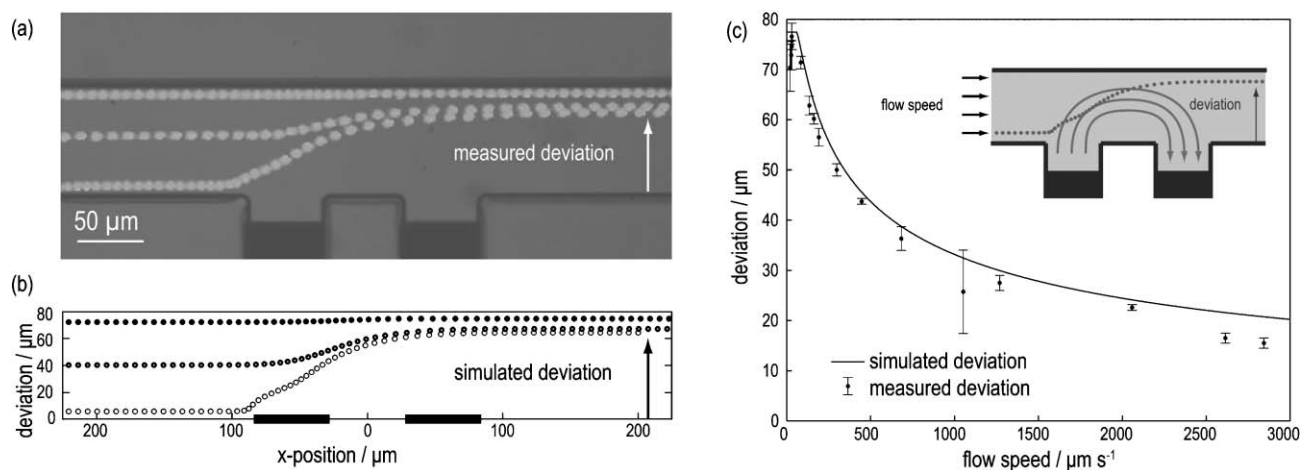 (a)
measured deviation
50 µm
(b)
deviation / µm
80
60
40
20
0
simulated deviation
200
100
0
100
200
x-position / µm
(c)
deviation / µm
80
70
60
50
40
30
20
10
0
flow speed
deviation
simulated deviation
measured deviation
0
500
1000
1500
2000
2500
3000
flow speed / µm s⁻¹